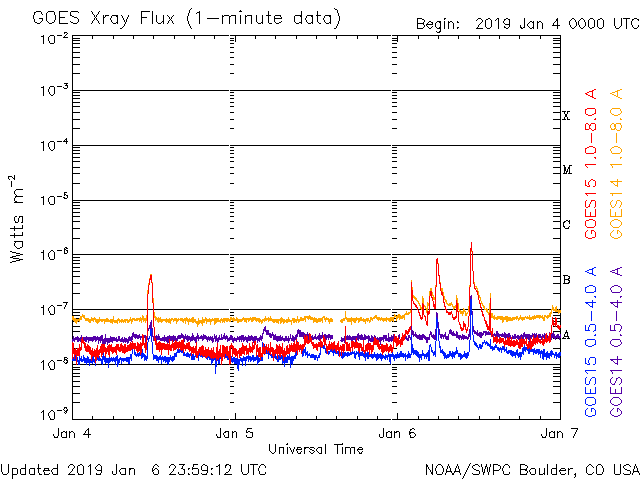 GOES Xray Flux (1-minute data)
Begin: 2019 Jan 4 0000 UTC
10-2
10-3
10-4
10-5
10-6
10-7
10-8
10-9
Watts m-2
X
M
C
B
A
GOES15 1.0-8.0 A
GOES14 1.0-8.0 A
GOES15 0.5-4.0 A
GOES14 0.5-4.0 A
Jan 4
Jan 5
Jan 6
Jan 7
Universal Time
Updated 2019 Jan 6 23:59:12 UTC
NOAA/SWPC Boulder, CO USA